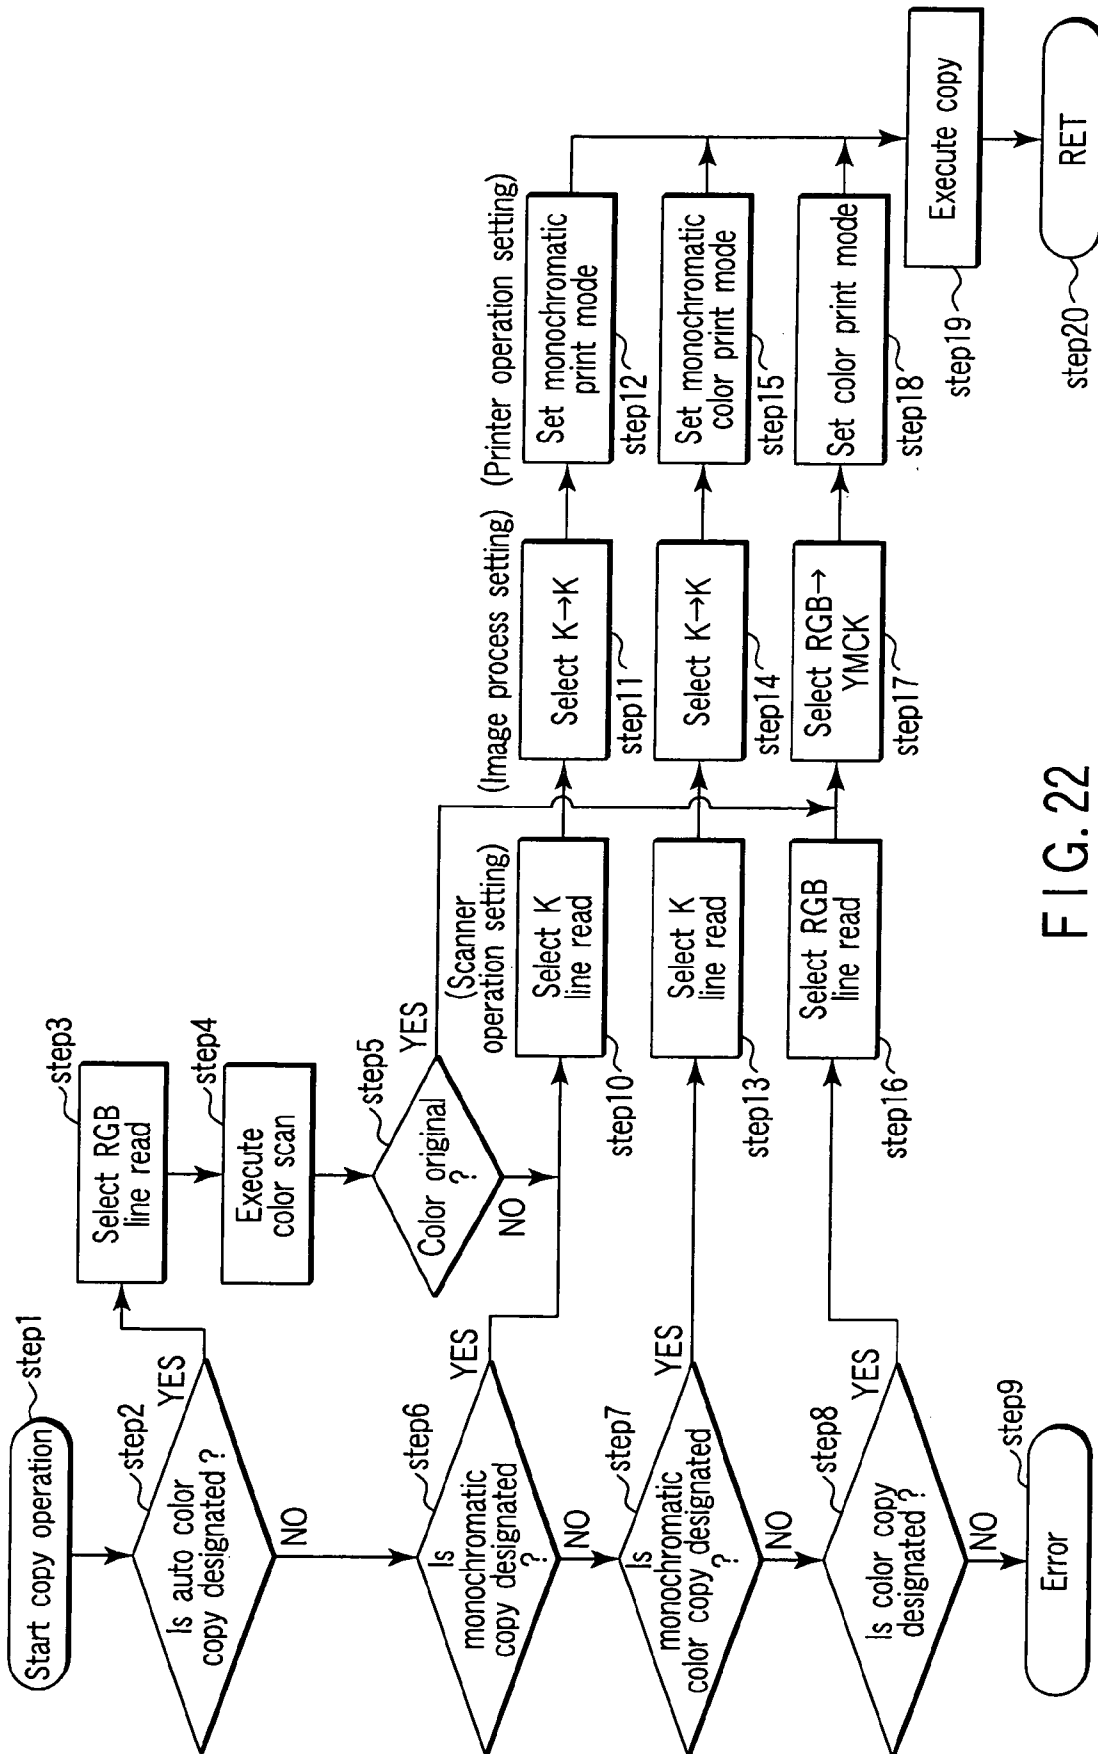 Start copy operation
step1
Is auto color
copy designated ?
step2
YES
NO
Select RGB
line read
step3
Execute
color scan
step4
Color original
?
step5
YES
NO
Is
monochromatic
copy designated
?
step6
YES
NO
Is
monochromatic
color copy designated
?
step7
YES
NO
Is color copy
designated ?
step8
YES
NO
Error
step9
(Scanner
operation setting)
(Image process setting)
(Printer operation setting)
Select K
line read
step10
Select K→K
step11
Set monochromatic
print mode
step12
Select K
line read
step13
Select K→K
step14
Set monochromatic
color print mode
step15
Select RGB
line read
step16
Select RGB→
YMCK
step17
Set color print mode
step18
Execute copy
step19
RET
step20
FIG. 22